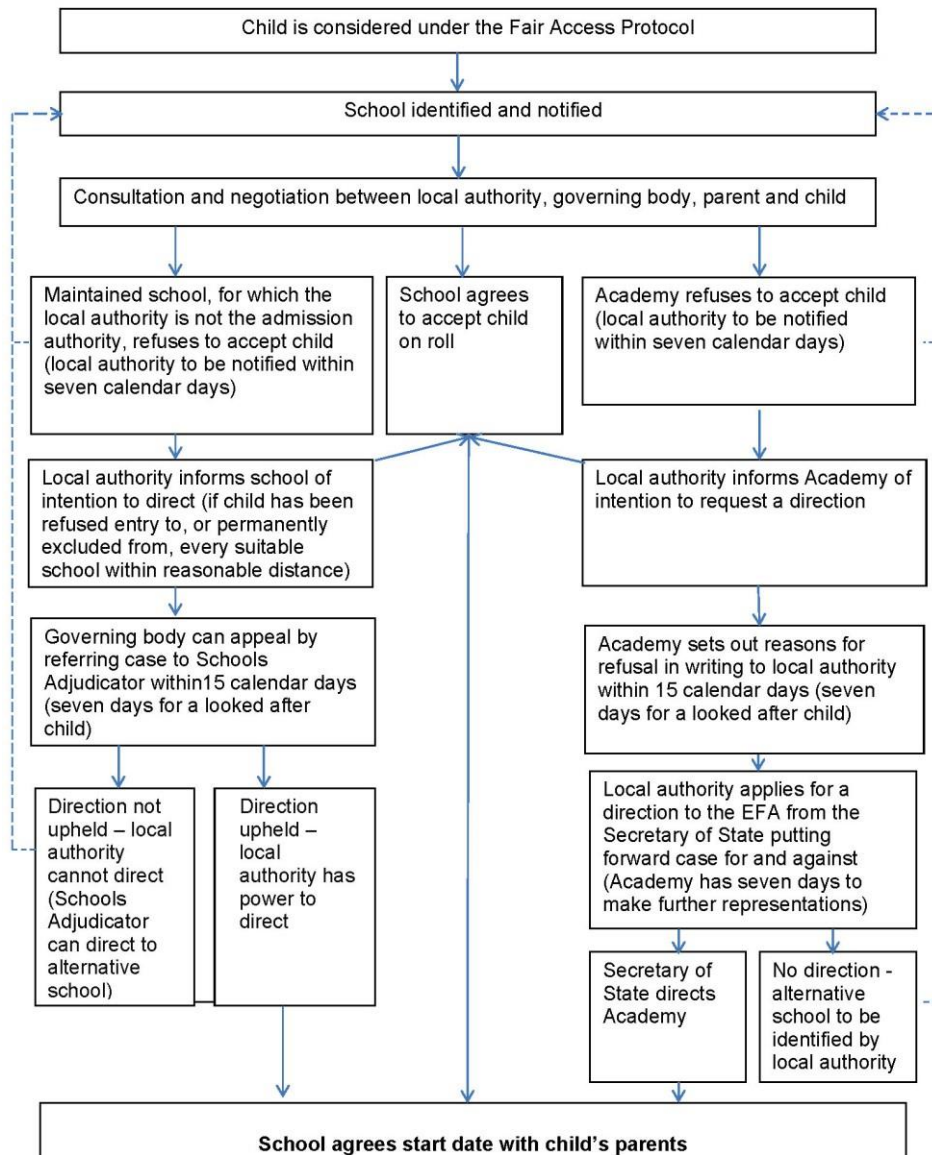 Child is considered under the Fair Access Protocol
School identified and notified
Consultation and negotiation between local authority, governing body, parent and child
Maintained school, for which the
local authority is not the admission
authority, refuses to accept child
(local authority to be notified within
seven calendar days)
School agrees
to accept child
on roll
Academy refuses to accept child
(local authority to be notified
within seven calendar days)
Local authority informs school of
intention to direct (if child has been
refused entry to, or permanently
excluded from, every suitable
school within reasonable distance)
Local authority informs Academy of
intention to request a direction
Governing body can appeal by
referring case to Schools
Adjudicator within15 calendar days
(seven days for a looked after
child)
Academy sets out reasons for
refusal in writing to local authority
within 15 calendar days (seven
days for a looked after child)
Direction not
upheld – local
authority
cannot direct
(Schools
Adjudicator
can direct to
alternative
school)
Direction
upheld –
local
authority has
power to
direct
Local authority applies for a
direction to the EFA from the
Secretary of State putting
forward case for and against
(Academy has seven days to
make further representations)
Secretary of
State directs
Academy
No direction -
alternative
school to be
identified by
local authority
School agrees start date with child's parents